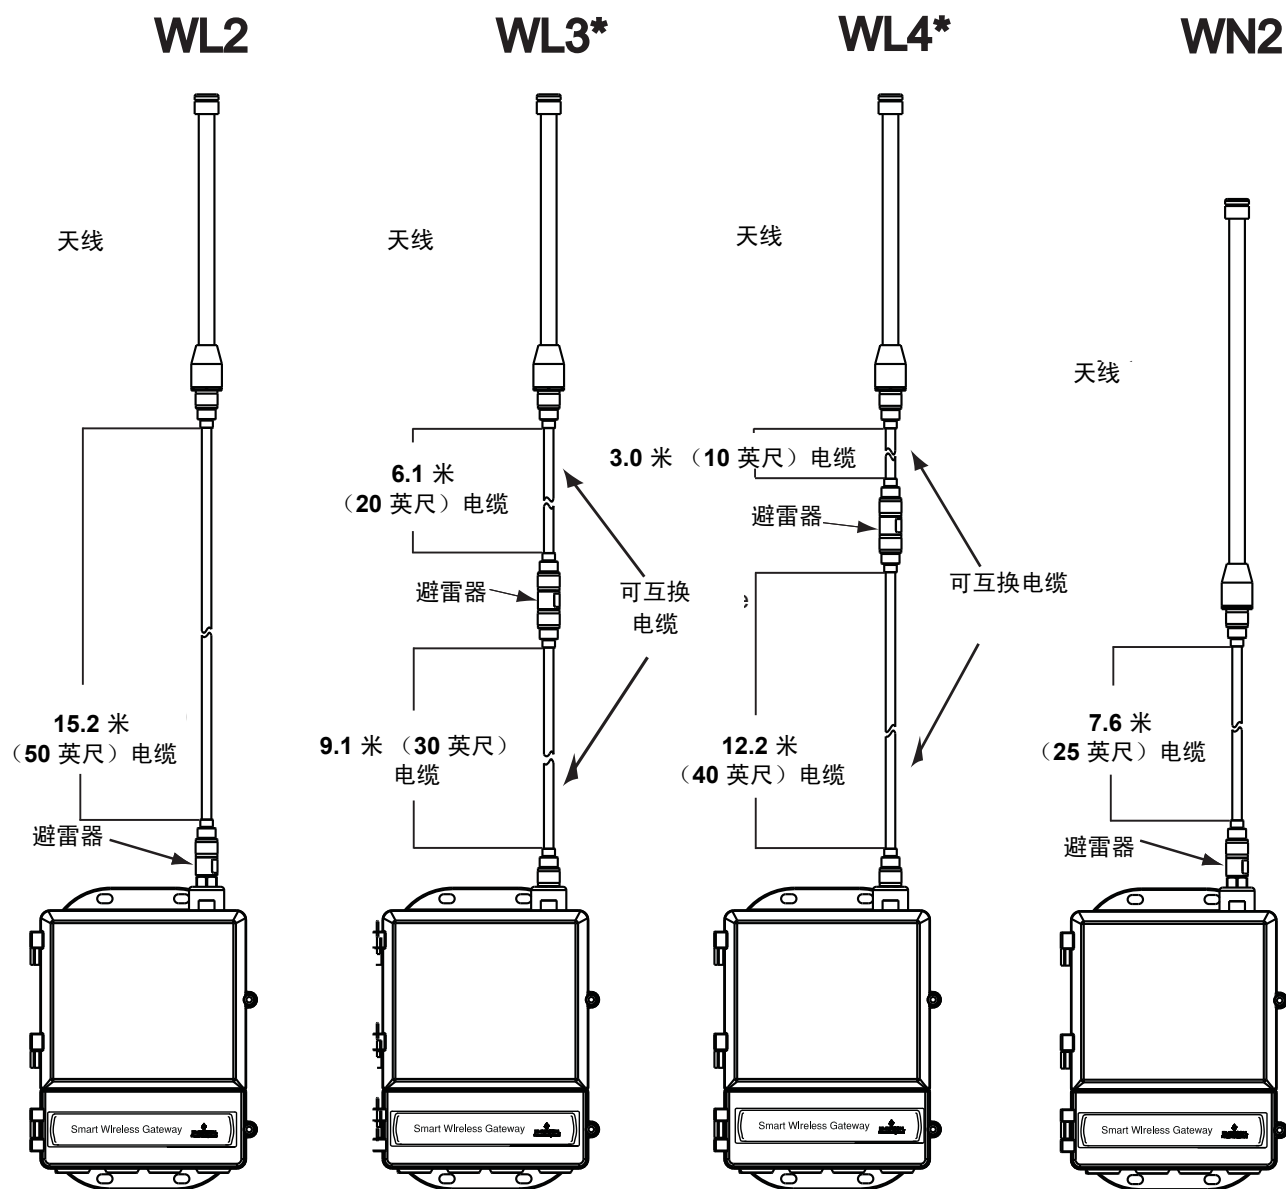 WL2
WL3*
WL4*
WN2
天线
天线
天线
天线
3.0 米 （10 英尺）电缆
6.1 米
（20 英尺）电缆
避雷器
避雷器
可互换
电缆
可互换电缆
15.2 米
（50 英尺）电缆
9.1 米 （30 英尺）
电缆
12.2 米
（40 英尺）电缆
7.6 米
（25 英尺）电缆
避雷器
避雷器
Smart WIreless Gateway
Smart WIreless Gateway
Smart WIreless Gateway
Smart WIreless Gateway